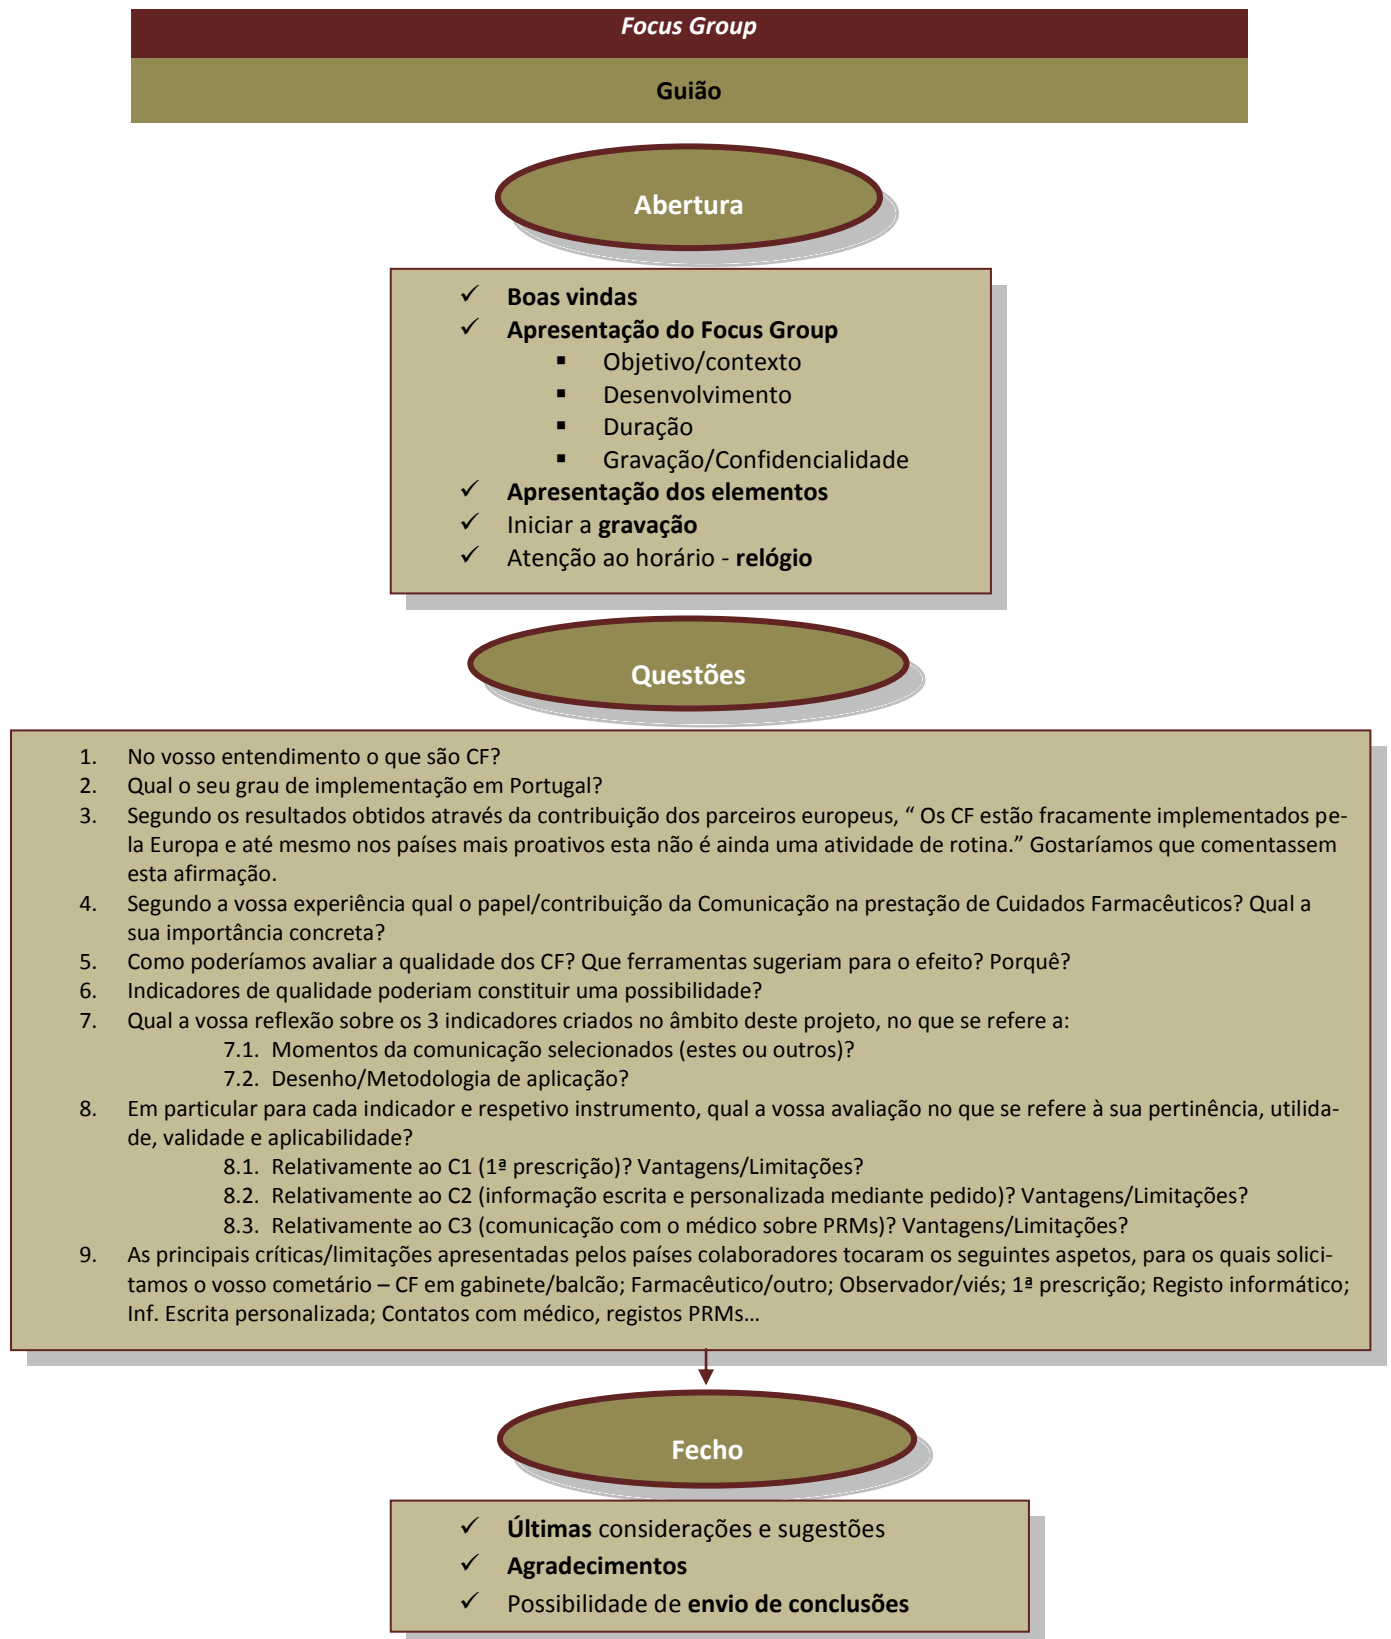 Focus Group
Guião
Abertura
✓ Boas vindas
✓ Apresentação do Focus Group
▪ Objetivo/contexto
▪ Desenvolvimento
▪ Duração
▪ Gravação/Confidencialidade
✓ Apresentação dos elementos
✓ Iniciar a gravação
✓ Atenção ao horário - relógio
Questões
1. No vosso entendimento o que são CF?
2. Qual o seu grau de implementação em Portugal?
3. Segundo os resultados obtidos através da contribuição dos parceiros europeus, “ Os CF estão fracamente implementados pe-
la Europa e até mesmo nos países mais proativos esta não é ainda uma atividade de rotina.” Gostaríamos que comentassem
esta afirmação.
4. Segundo a vossa experiência qual o papel/contribuição da Comunicação na prestação de Cuidados Farmacêuticos? Qual a
sua importância concreta?
5. Como poderíamos avaliar a qualidade dos CF? Que ferramentas sugeriam para o efeito? Porquê?
6. Indicadores de qualidade poderiam constituir uma possibilidade?
7. Qual a vossa reflexão sobre os 3 indicadores criados no âmbito deste projeto, no que se refere a:
7.1. Momentos da comunicação selecionados (estes ou outros)?
7.2. Desenho/Metodologia de aplicação?
8. Em particular para cada indicador e respetivo instrumento, qual a vossa avaliação no que se refere à sua pertinência, utilida-
de, validade e aplicabilidade?
8.1. Relativamente ao C1 (1ª prescrição)? Vantagens/Limitações?
8.2. Relativamente ao C2 (informação escrita e personalizada mediante pedido)? Vantagens/Limitações?
8.3. Relativamente ao C3 (comunicação com o médico sobre PRMs)? Vantagens/Limitações?
9. As principais críticas/limitações apresentadas pelos países colaboradores tocaram os seguintes aspetos, para os quais solici-
tamos o vosso cometário – CF em gabinete/balcão; Farmacêutico/outro; Observador/viés; 1ª prescrição; Registo informático;
Inf. Escrita personalizada; Contatos com médico, registos PRMs...
Fecho
✓ Últimas considerações e sugestões
✓ Agradecimentos
✓ Possibilidade de envio de conclusões